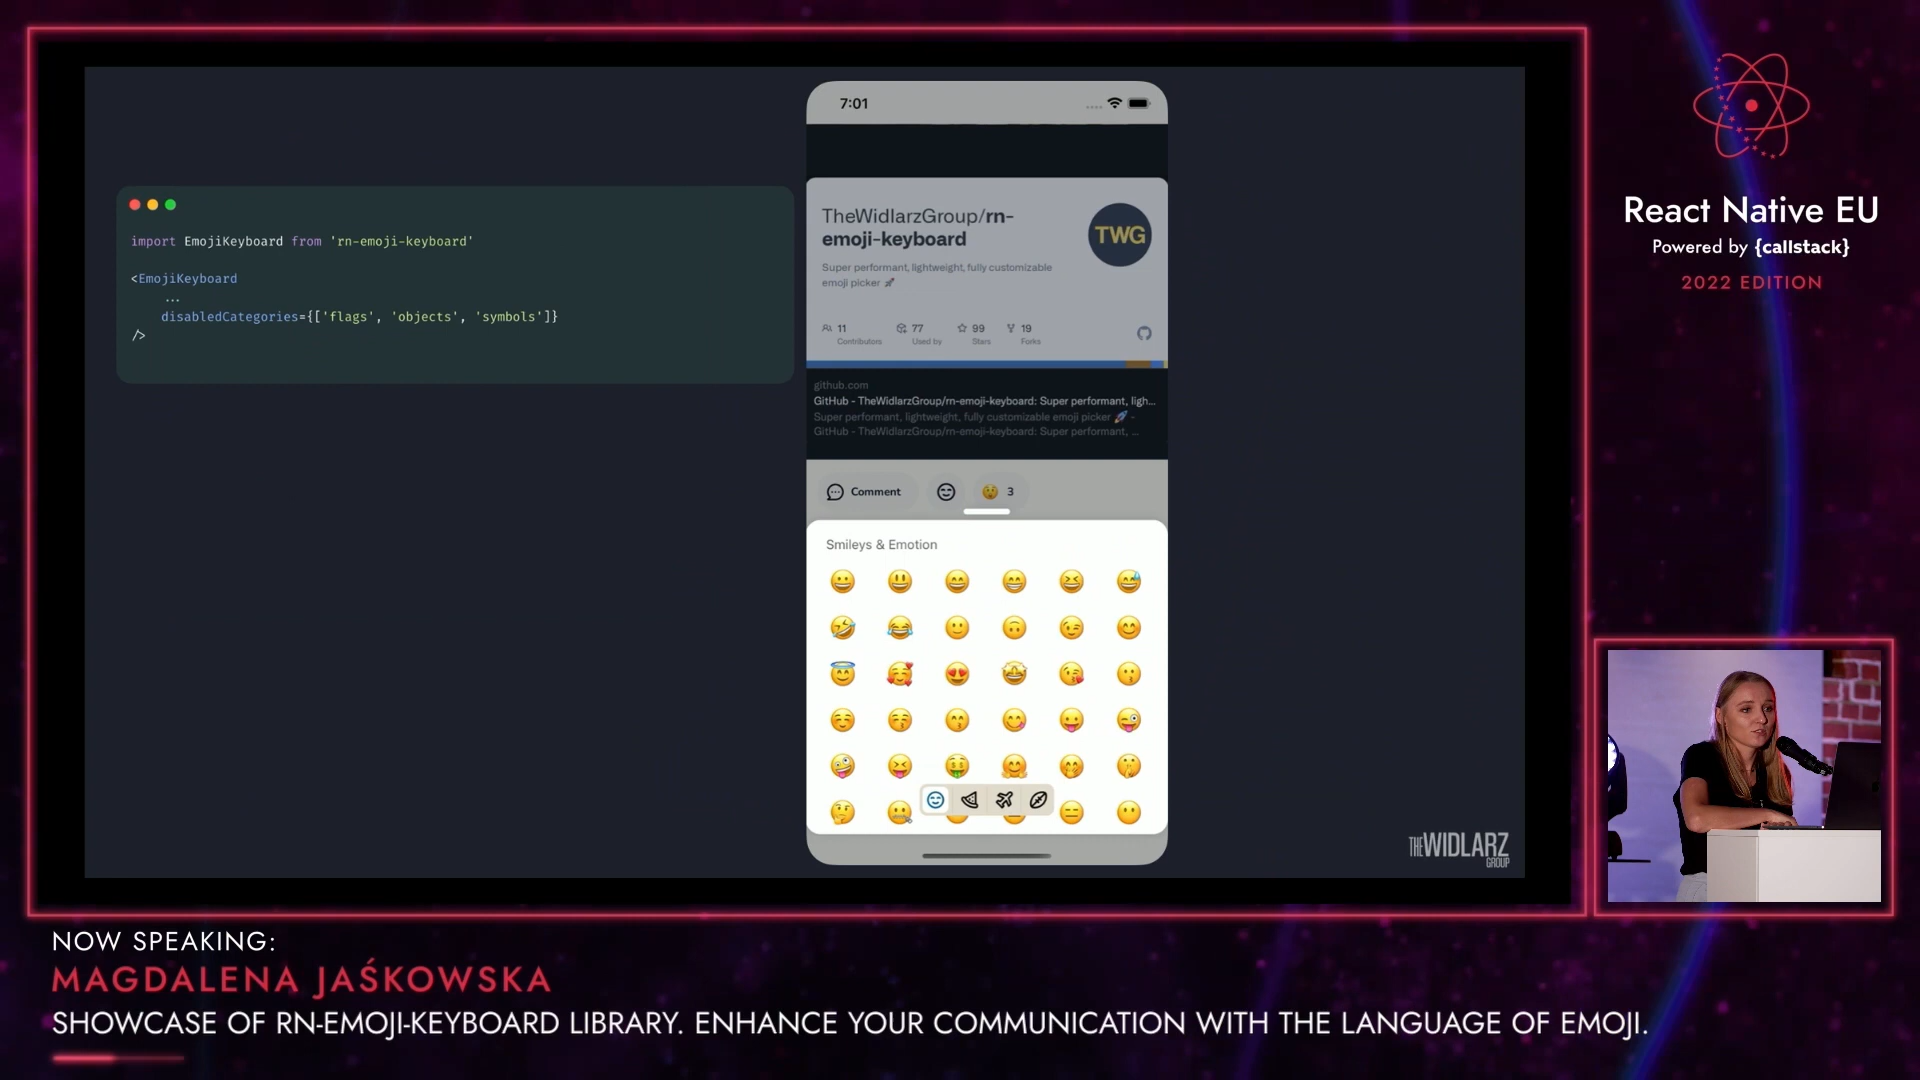 import EmojiKeyboard from 'rn-emoji-keyboard'
<EmojiKeyboard
...
disabledCategories={['flags', 'objects', 'symbols']}
/>
7:01
TheWidlarzGroup/rn-
emoji-keyboard
TWG
Super performant, lightweight, fully customizable
emoji picker 🚀
11
Contributors
77
Used by
99
Stars
19
Forks
github.com
GitHub - TheWidlarzGroup/rn-emoji-keyboard: Super performant, ligh...
Super performant, lightweight, fully customizable emoji picker 🚀 -
GitHub - TheWidlarzGroup/rn-emoji-keyboard: Super performant, ...
Comment
3
Smileys & Emotion
THE WIDLARZ
GROUP
React Native EU
Powered by {callstack}
2022 EDITION
NOW SPEAKING:
MAGDALENA JAŚKOWSKA
SHOWCASE OF RN-EMOJI-KEYBOARD LIBRARY. ENHANCE YOUR COMMUNICATION WITH THE LANGUAGE OF EMOJI.